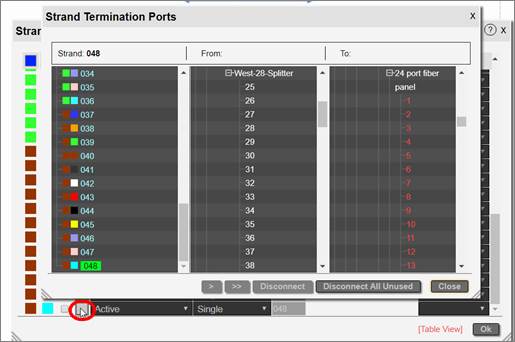 Strand Termination Ports X
Stran
? X
Strand: 048 From: To:
034 West-28-Splitter 24 port fiber
035 25 panel
036 26 1
037 27 2
038 28 3
039 29 4
040 30 5
041 31 6
042 32 7
043 33 8
044 34 9
045 35 10
046 36 11
047 37 12
048 38 13
> >> Disconnect Disconnect All Unused Close
Active Single 048
[Table View] Ok